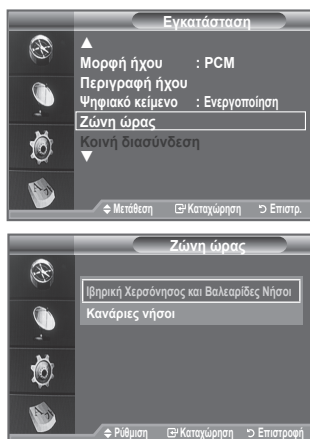 Εγκατάσταση
Μορφή ήχου : PCM
Περιγραφή ήχου
Ψηφιακό κείμενο : Ενεργοποίηση
Ζώνη ώρας
Κοινή διασύνδεση
Μετάθεση Καταχώρηση Επιστρ.
Ζώνη ώρας
Ιβηρική Χερσόνησος και Βαλεαρίδες Νήσοι
Κανάριες νήσοι
Ρύθμιση Καταχώρηση Επιστροφή